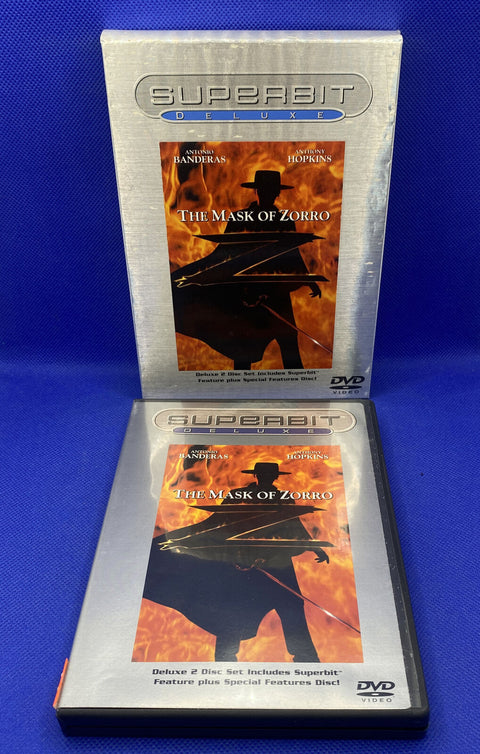 SUPERBIT
DELUXE
ANTONIO ANTHONY
BANDERAS HOPKINS
THE MASK OF ZORRO
Deluxe 2 Disc Set Includes Superbit™
Feature plus Special Features Disc!
DVD
VIDEO
SUPERBIT
DELUXE
ANTONIO ANTHONY
BANDERAS HOPKINS
THE MASK OF ZORRO
Deluxe 2 Disc Set Includes Superbit™
Feature plus Special Features Disc!
DVD
VIDEO